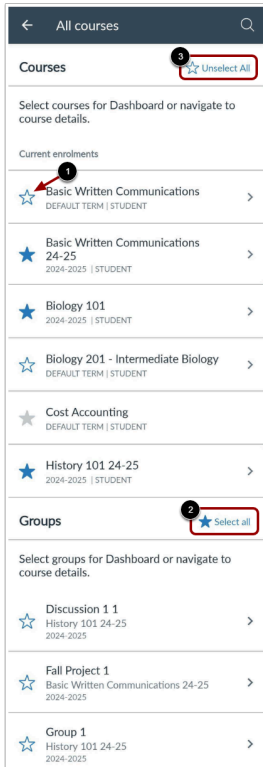 All courses
Courses
3
Unselect All
Select courses for Dashboard or navigate to
course details.
Current enrolments
1
Basic Written Communications
DEFAULT TERM | STUDENT
Basic Written Communications
24-25
2024-2025 | STUDENT
Biology 101
2024-2025 | STUDENT
Biology 201 - Intermediate Biology
DEFAULT TERM | STUDENT
Cost Accounting
DEFAULT TERM | STUDENT
History 101 24-25
2024-2025 | STUDENT
Groups
2
Select all
Select groups for Dashboard or navigate to
course details.
Discussion 1 1
History 101 24-25
2024-2025
Fall Project 1
Basic Written Communications 24-25
2024-2025
Group 1
History 101 24-25
2024-2025